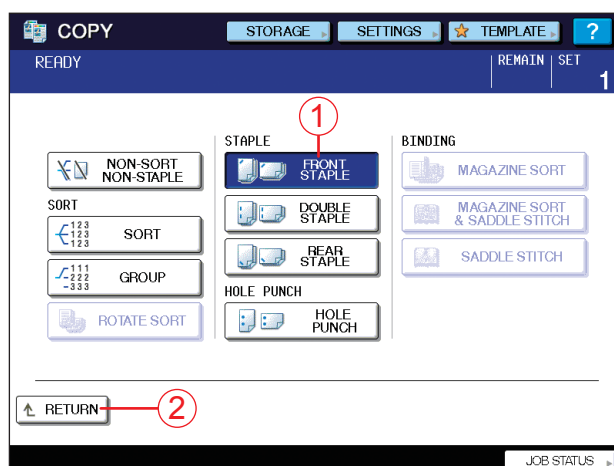 COPY
STORAGE
SETTINGS
TEMPLATE
?
READY
REMAIN
SET
1
1
NON-SORT
NON-STAPLE
SORT
123
123
123
SORT
111
-222
-333
GROUP
ROTATE SORT
STAPLE
FRONT
STAPLE
DOUBLE
STAPLE
REAR
STAPLE
HOLE PUNCH
HOLE
PUNCH
BINDING
MAGAZINE SORT
MAGAZINE SORT
& SADDLE STITCH
SADDLE STITCH
RETURN
2
JOB STATUS